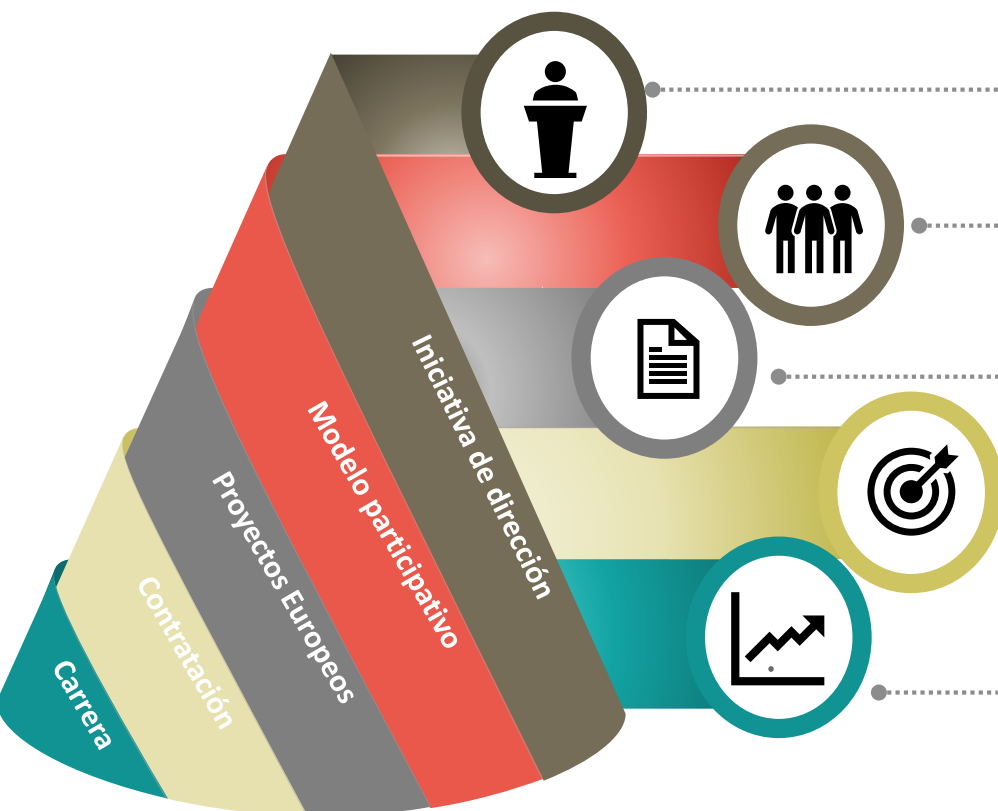 Iniciativa de dirección
Modelo participativo
Proyectos Europeos
Contratación
Carrera